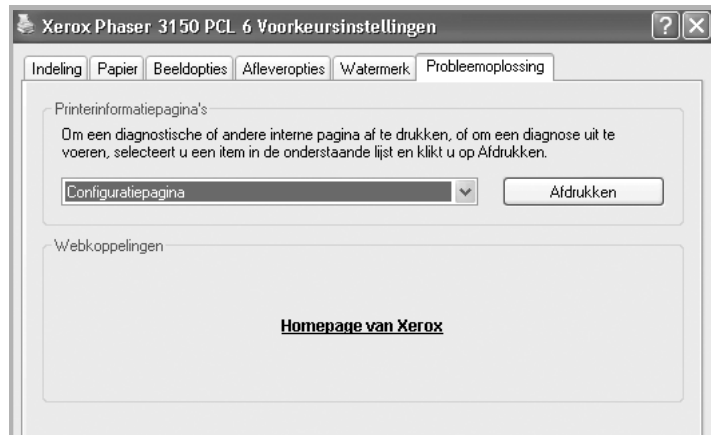 Xerox Phaser 3150 PCL 6 Voorkeursinstellingen
Indeling Papier Beeldopties Afleveropties Watermerk Probleemoplossing
Printerinformatiepagina's
Om een diagnostische of andere interne pagina af te drukken, of om een diagnose uit te
voeren, selecteert u een item in de onderstaande lijst en klikt u op Afdrukken.
Configuratiepagina Afdrukken
Webkoppelingen
Homepage van Xerox